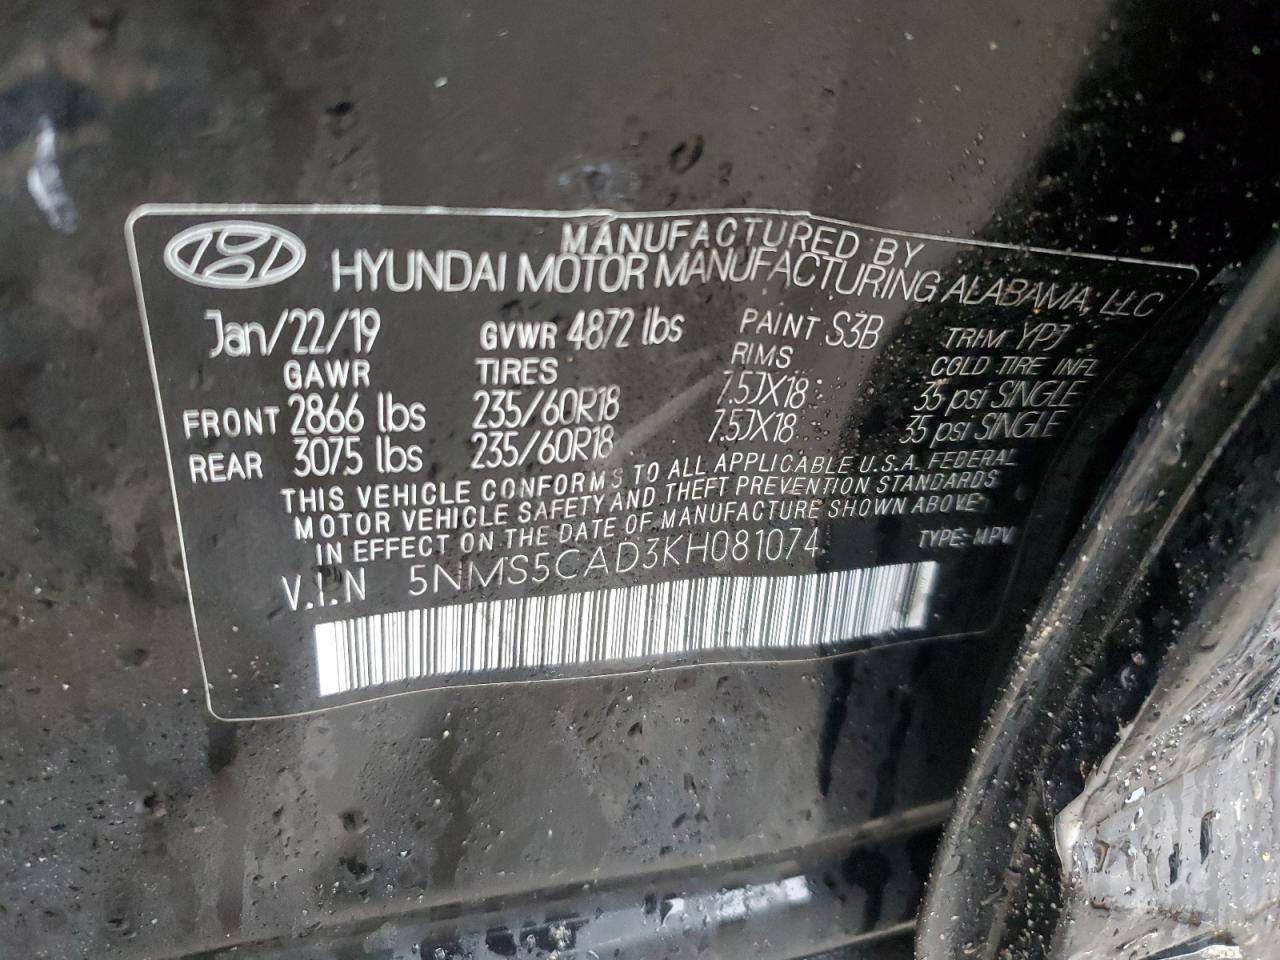 MANUFACTURED BY
HYUNDAI MOTOR MANUFACTURING ALABAMA, LLC
Jan/22/19 GVWR 4872 lbs PAINT S3B TRIM YPJ
GAWR TIRES RIMS COLD TIRE INFL
FRONT 2866 lbs 235/60R18 7.5JX18 35 psi SINGLE
REAR 3075 lbs 235/60R18 7.5JX18 35 psi SINGLE
THIS VEHICLE CONFORMS TO ALL APPLICABLE U.S.A. FEDERAL
MOTOR VEHICLE SAFETY AND THEFT PREVENTION STANDARDS
IN EFFECT ON THE DATE OF MANUFACTURE SHOWN ABOVE
V.I.N 5NMS5CAD3KH081074 TYPE: MPV